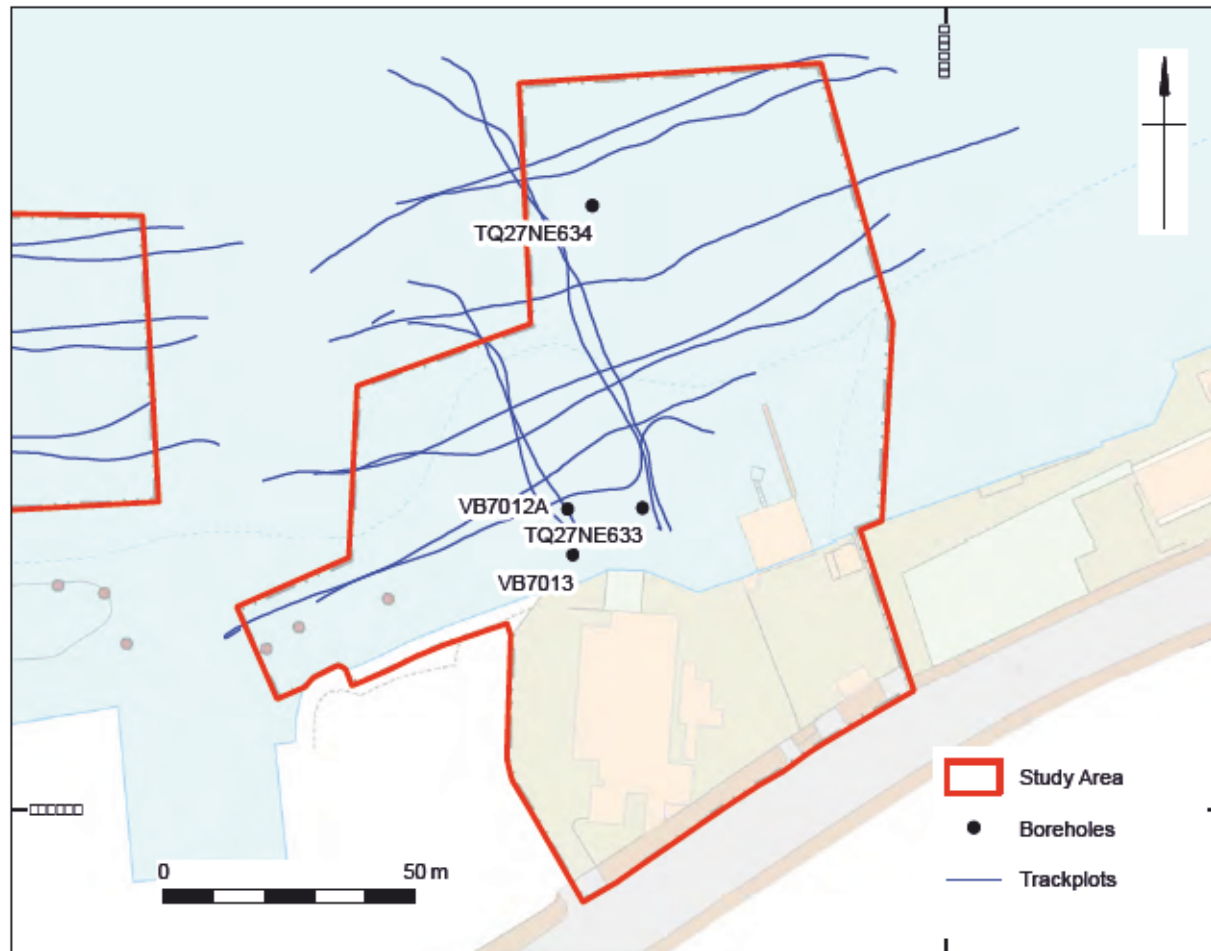 TQ27NE634
VB7012A
TQ27NE633
VB7013
Study Area
Boreholes
Trackplots
0 50 m